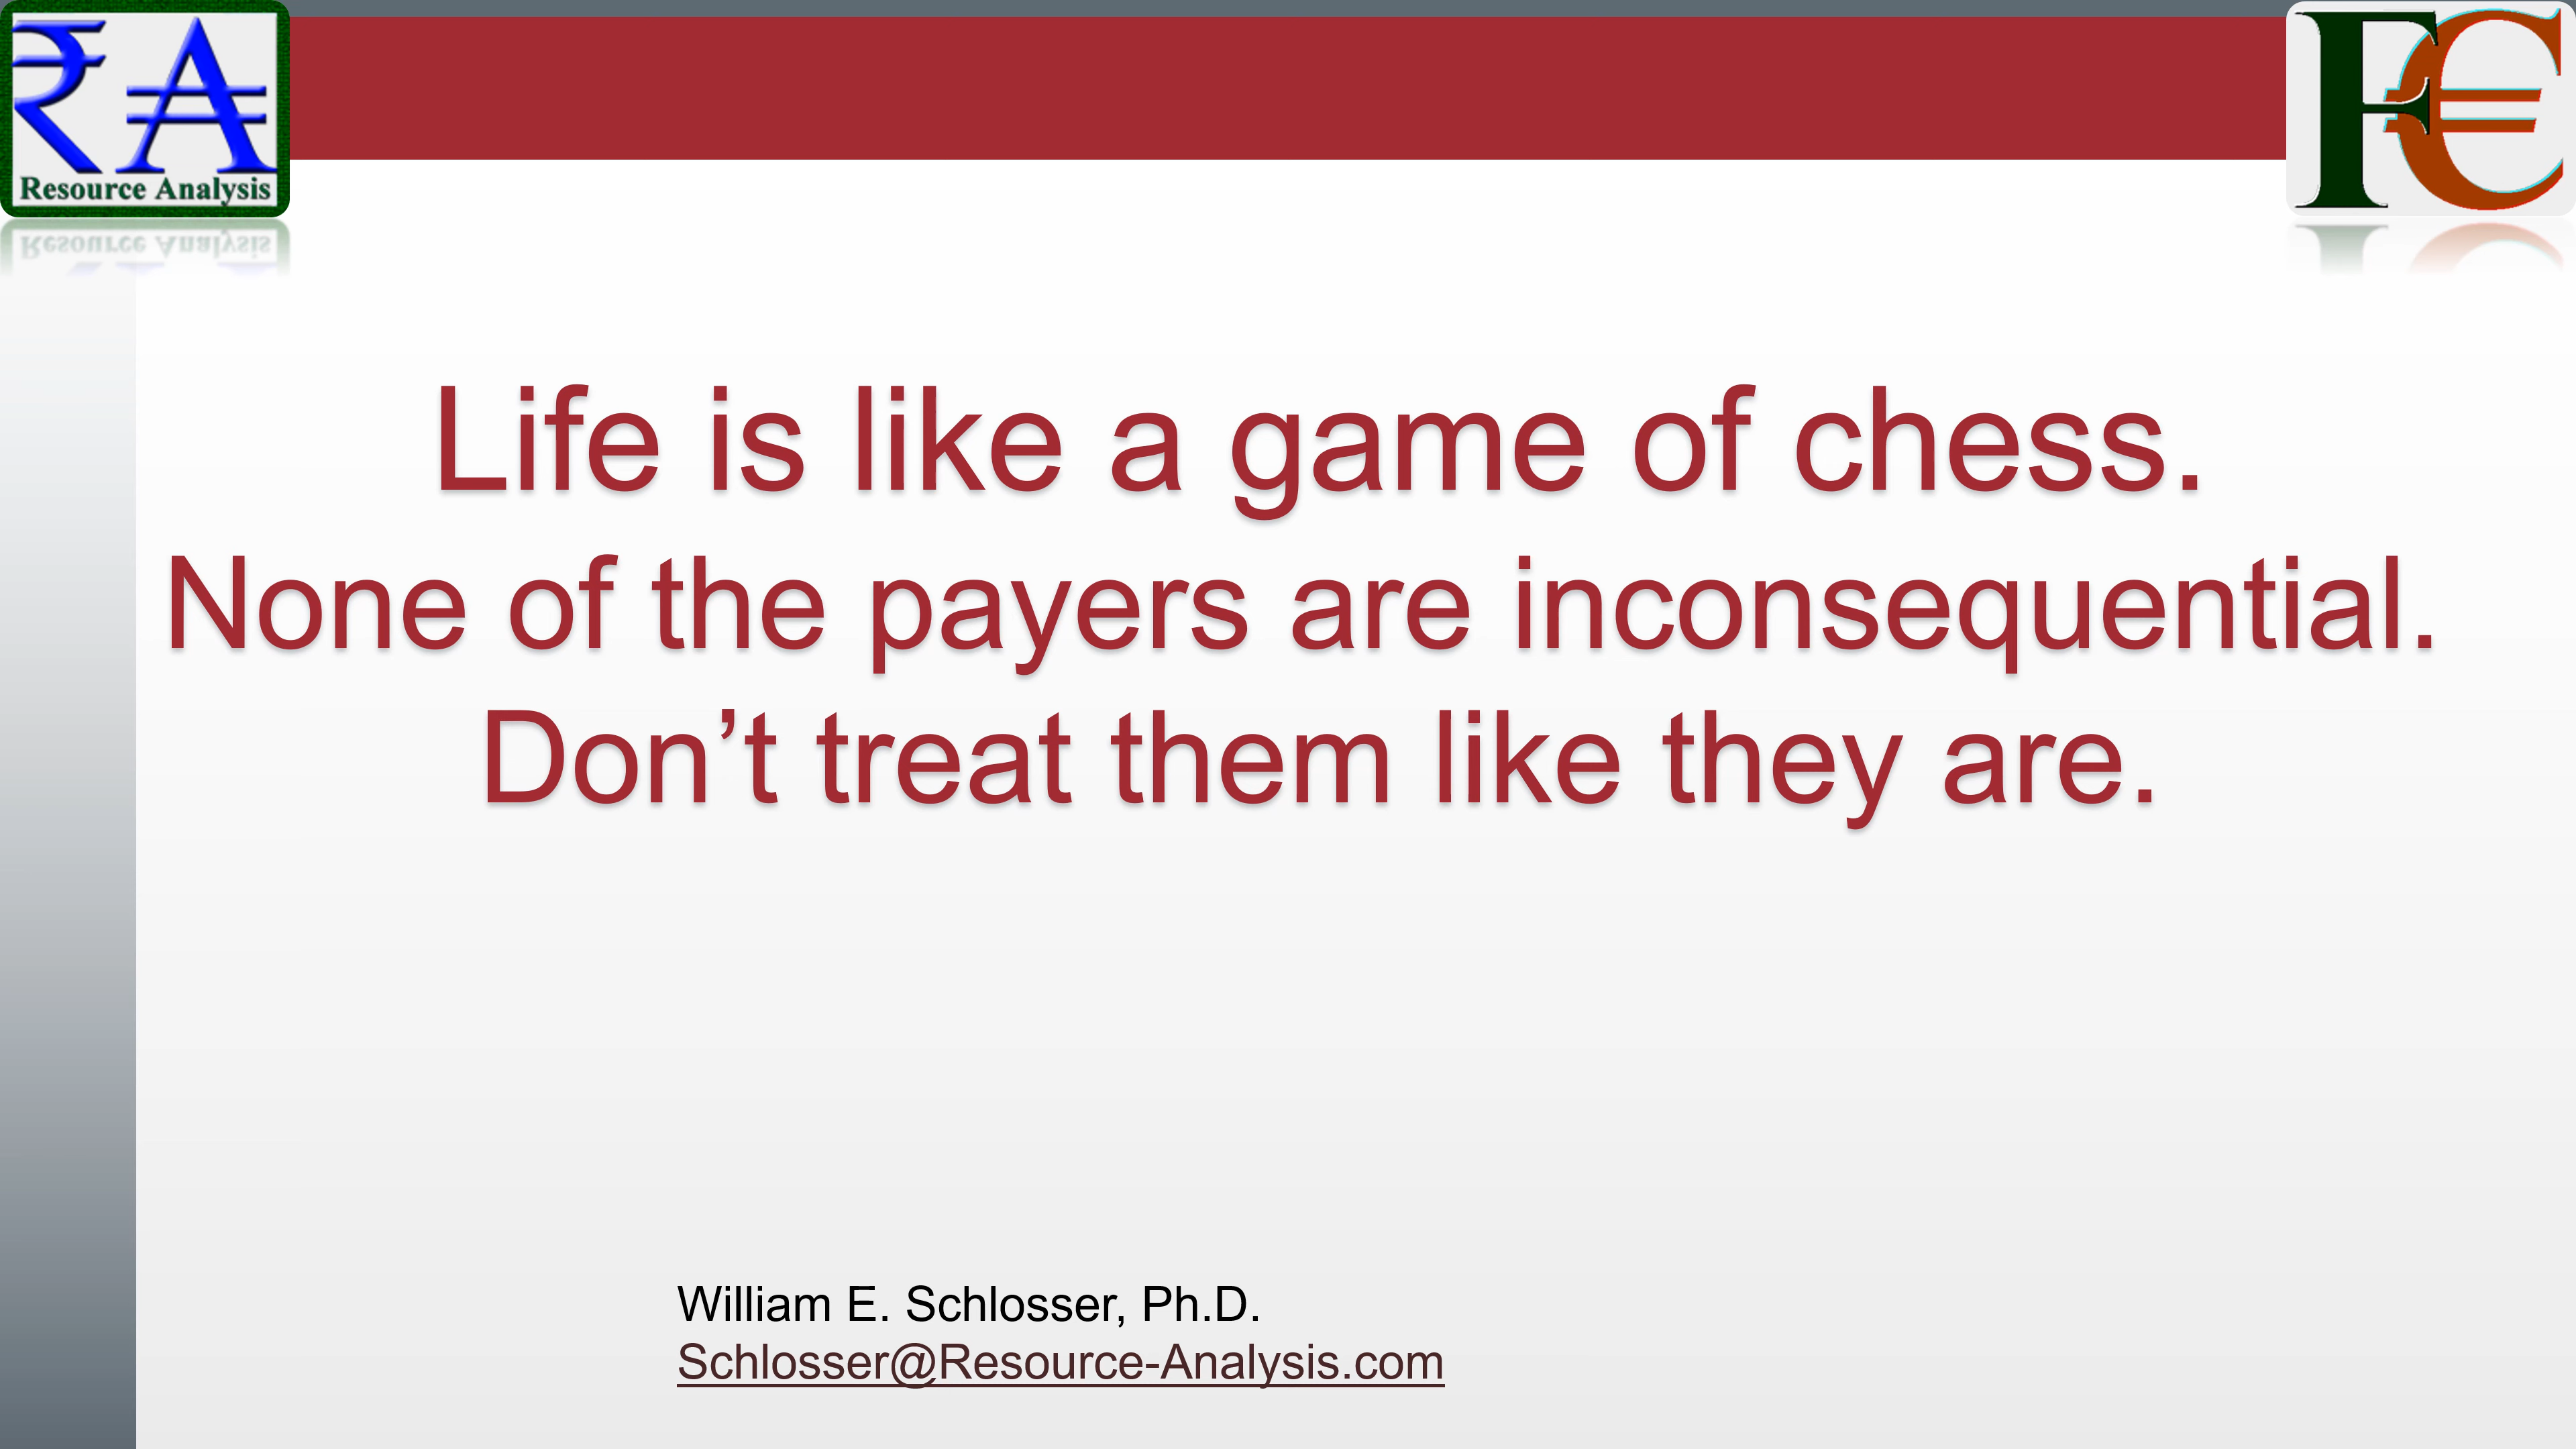 ₹A
Resource Analysis
F€
Life is like a game of chess.
None of the payers are inconsequential.
Don’t treat them like they are.
William E. Schlosser, Ph.D.
Schlosser@Resource-Analysis.com